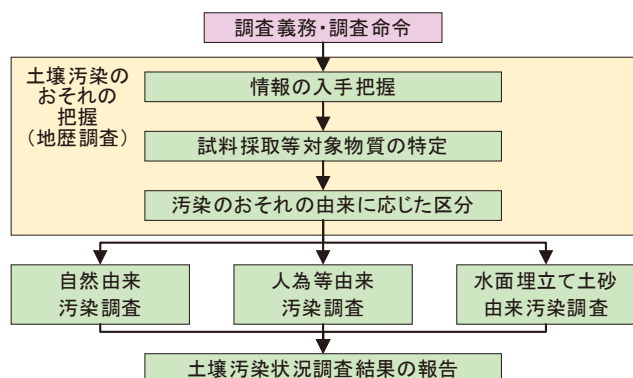 調査義務・調査命令
土壌汚染の
おそれの
把握
（地歴調査）
情報の入手把握
試料採取等対象物質の特定
汚染のおそれの由来に応じた区分
自然由来
汚染調査
人為等由来
汚染調査
水面埋立て土砂
由来汚染調査
土壌汚染状況調査結果の報告